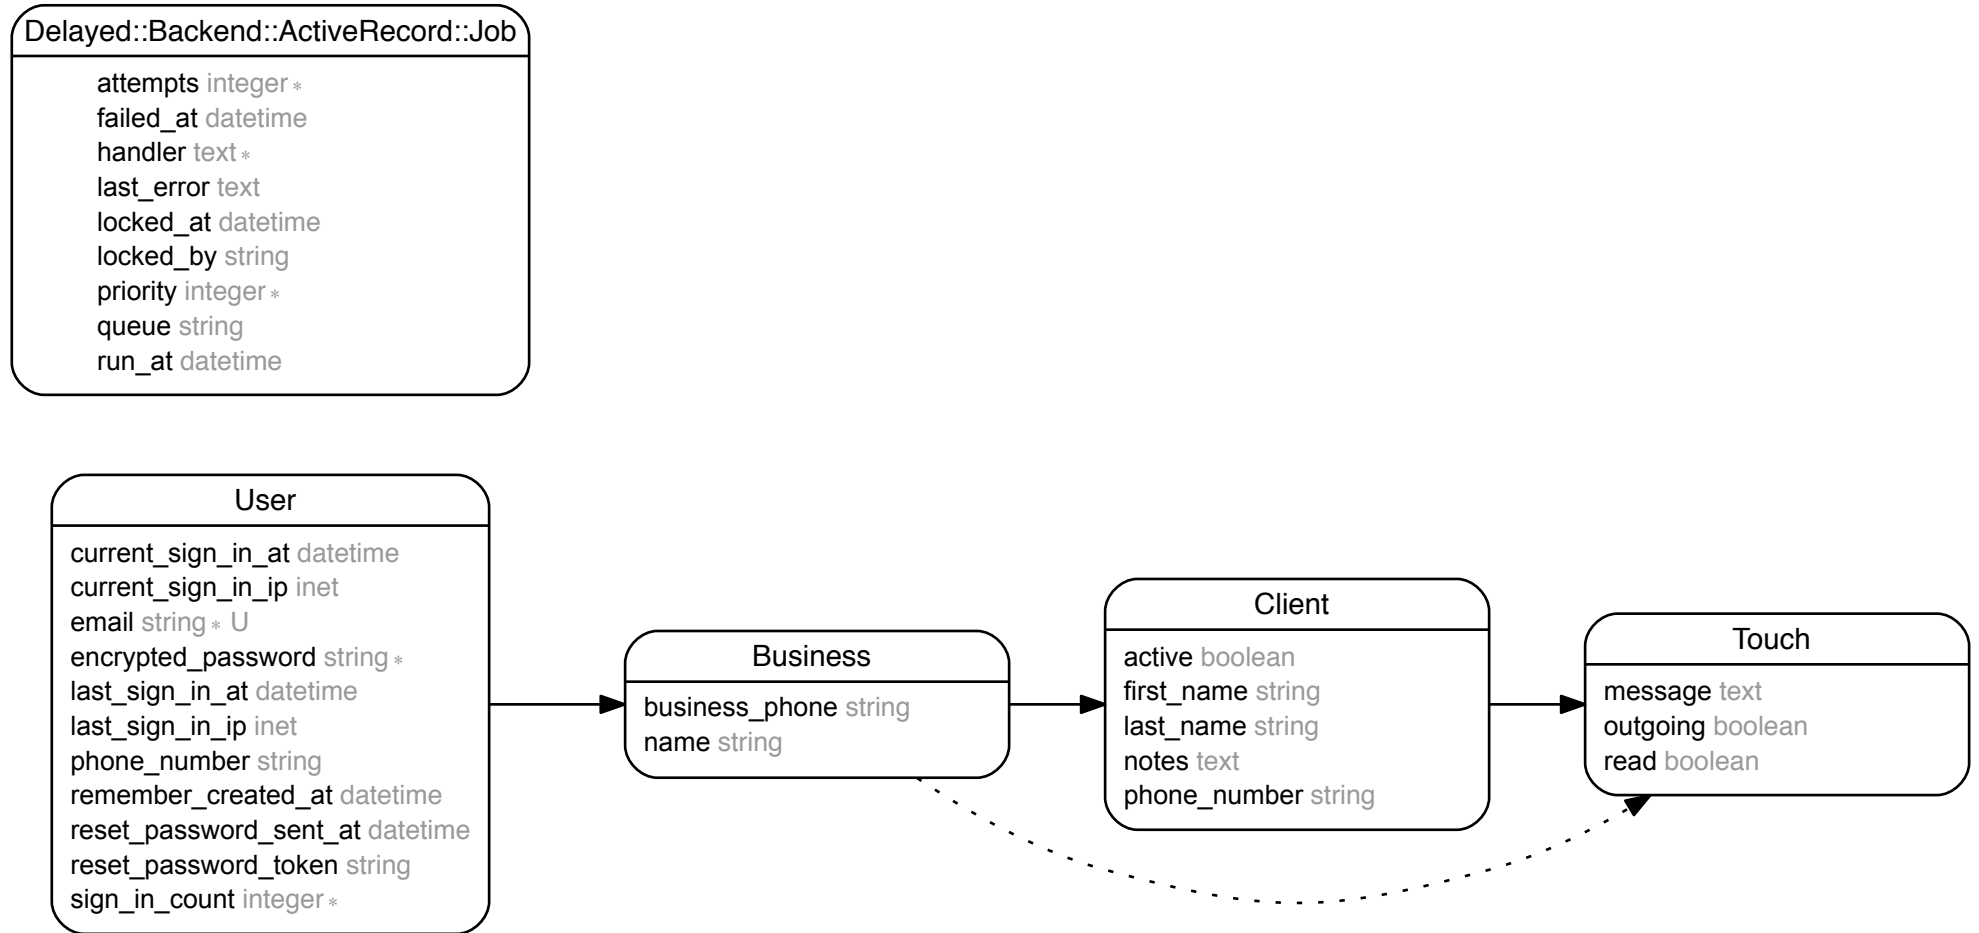 Delayed::Backend::ActiveRecord::Job
attempts integer *
failed_at datetime
handler text *
last_error text
locked_at datetime
locked_by string
priority integer *
queue string
run_at datetime
User
current_sign_in_at datetime
current_sign_in_ip inet
email string * U
encrypted_password string *
last_sign_in_at datetime
last_sign_in_ip inet
phone_number string
remember_created_at datetime
reset_password_sent_at datetime
reset_password_token string
sign_in_count integer *
Business
business_phone string
name string
Client
active boolean
first_name string
last_name string
notes text
phone_number string
Touch
message text
outgoing boolean
read boolean